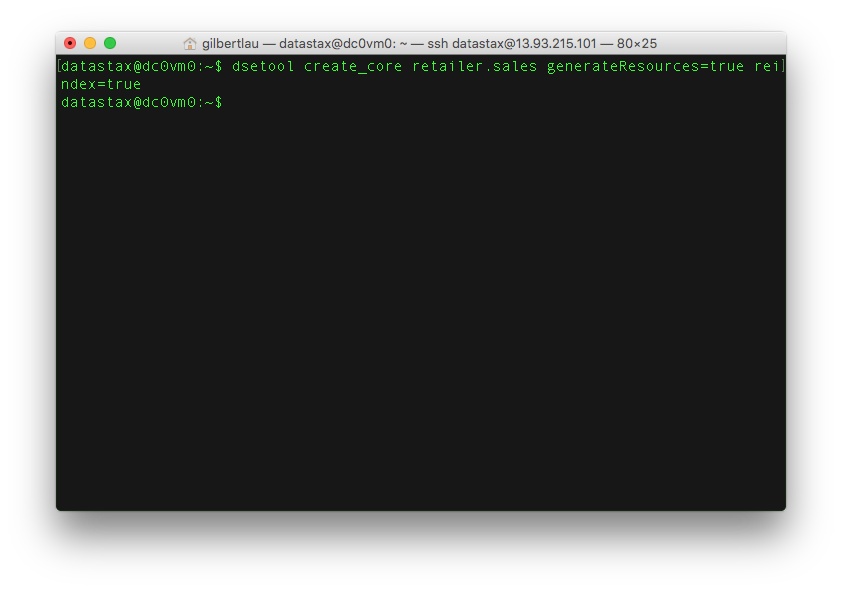 gilbertlau — datastax@dc0vm0: ~ — ssh datastax@13.93.215.101 — 80×25
[datastax@dc0vm0:~$ dsetool create_core retailer.sales generateResources=true rei]
ndex=true
datastax@dc0vm0:~$